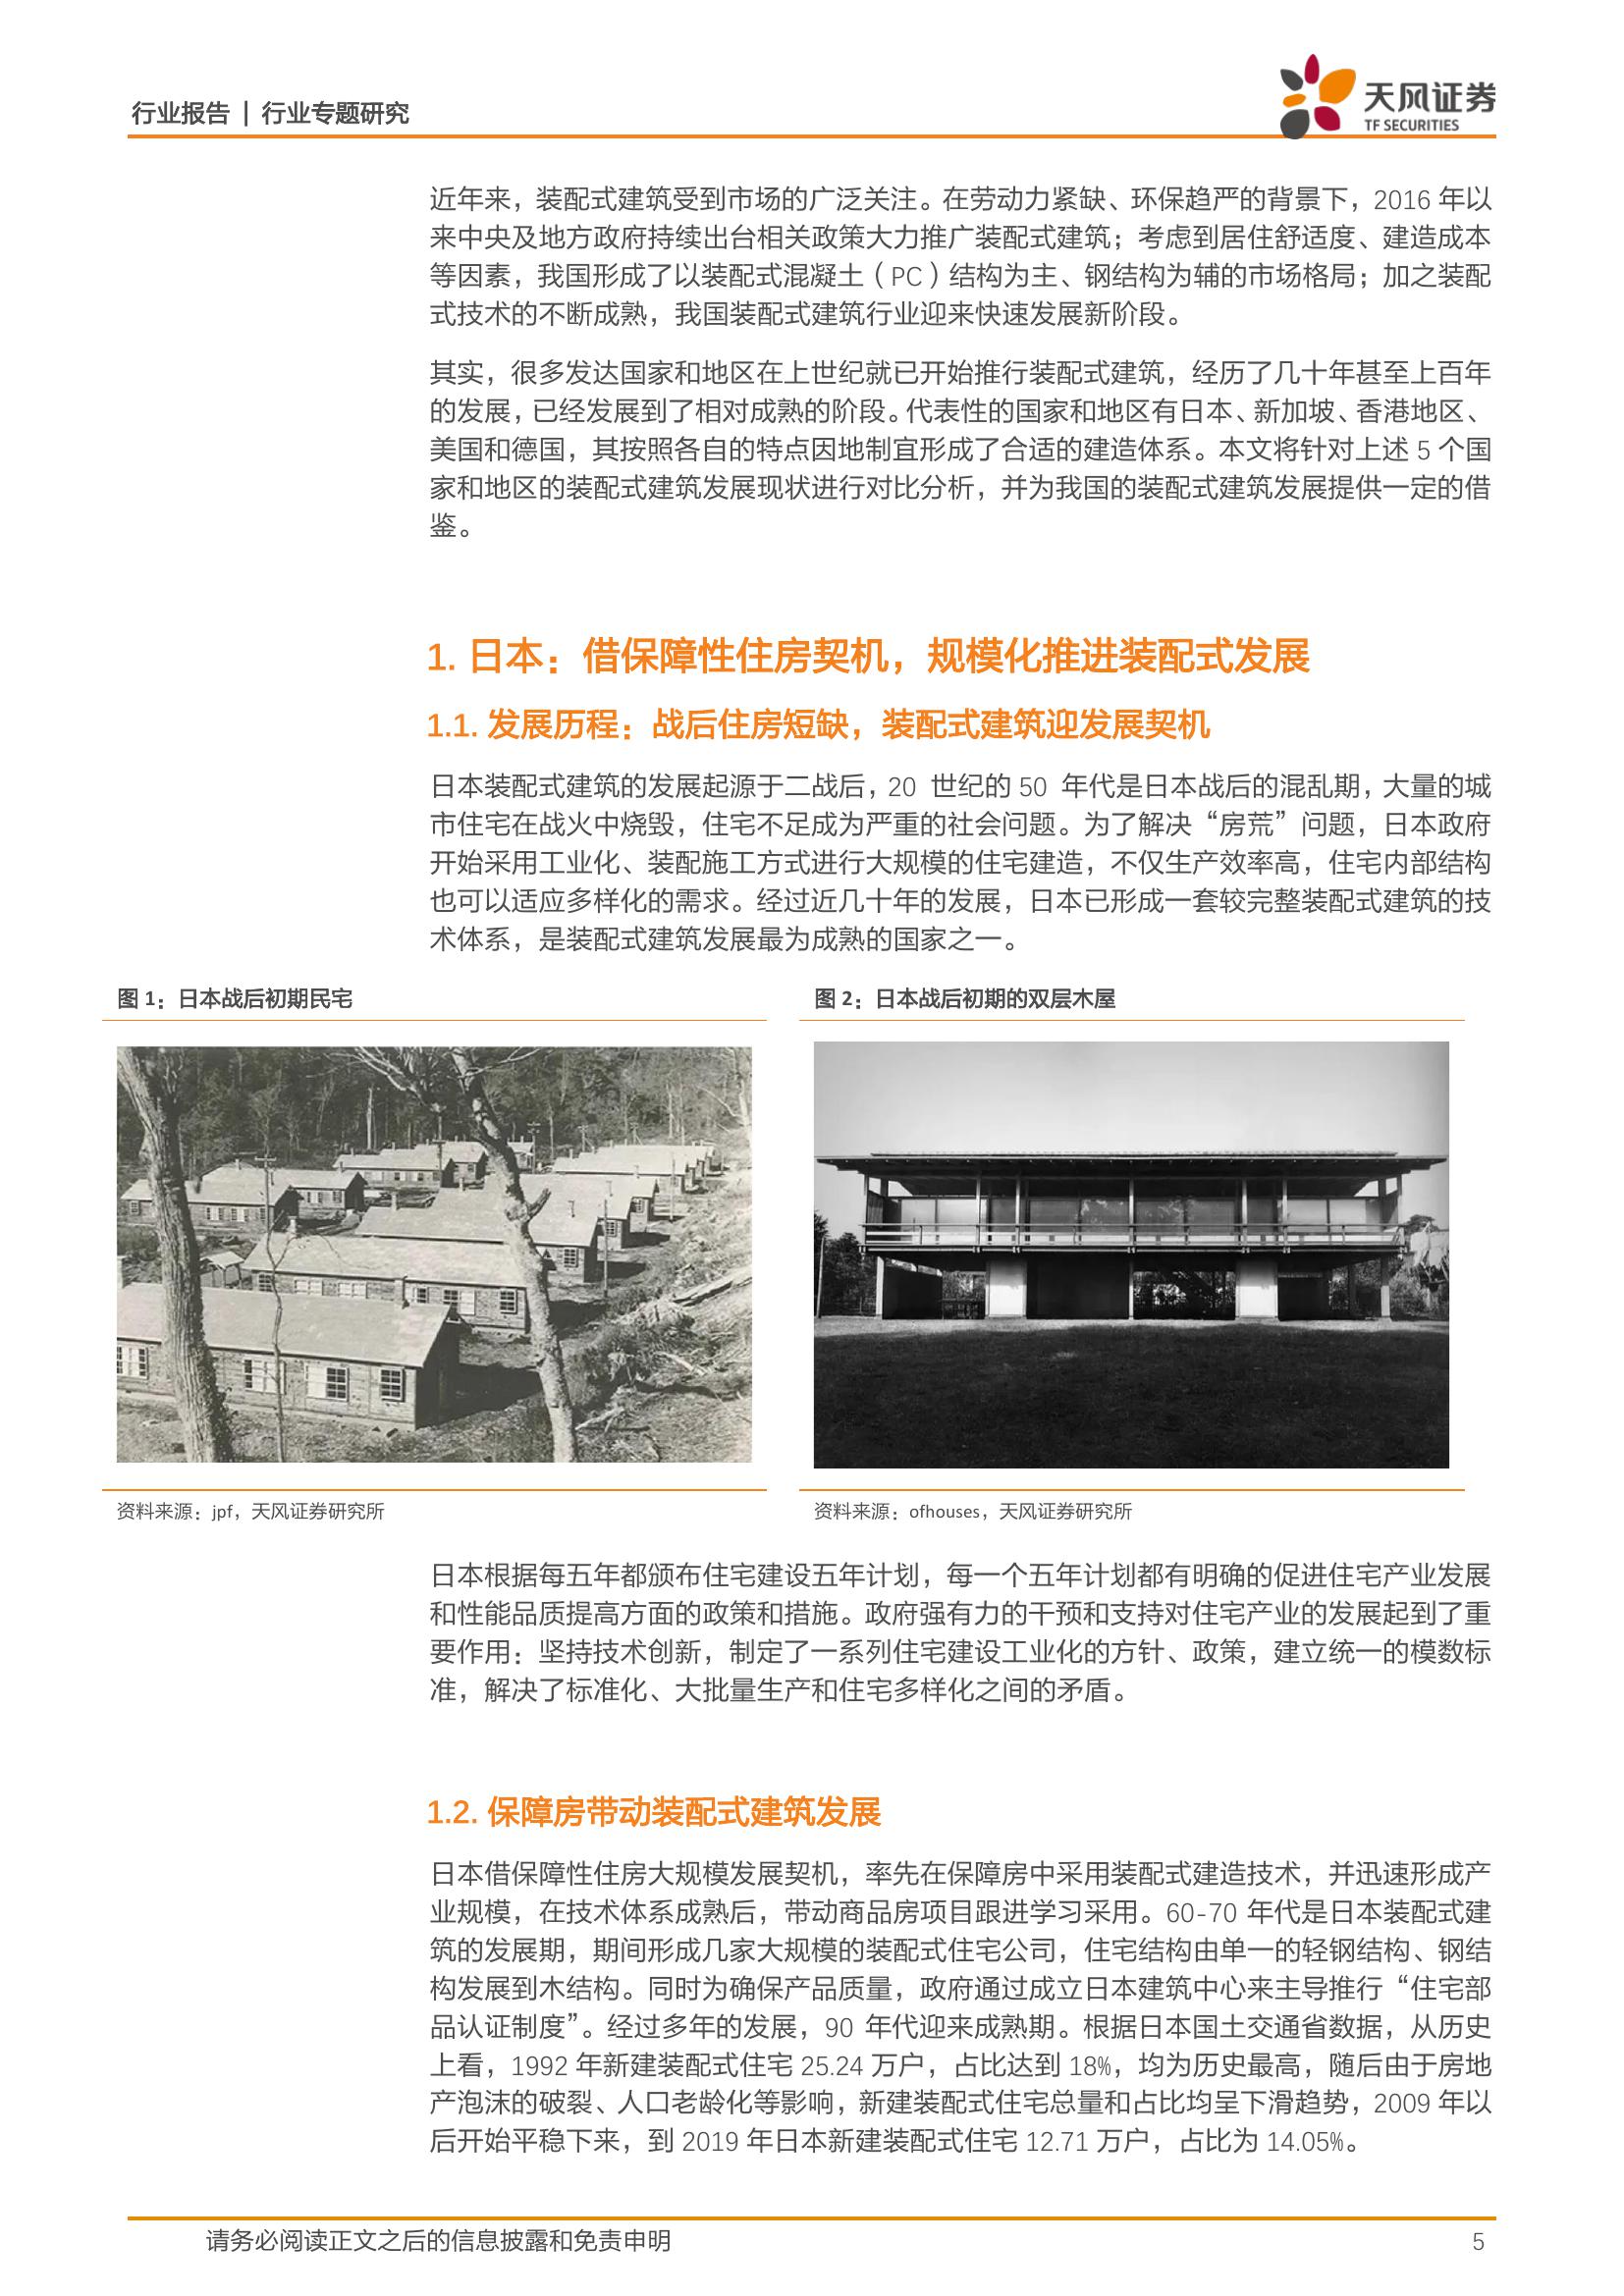 行业报告 | 行业专题研究
天风证券
TF SECURITIES
近年来，装配式建筑受到市场的广泛关注。在劳动力紧缺、环保趋严的背景下，2016 年以
来中央及地方政府持续出台相关政策大力推广装配式建筑；考虑到居住舒适度、建造成本
等因素，我国形成了以装配式混凝土（PC）结构为主、钢结构为辅的市场格局；加之装配
式技术的不断成熟，我国装配式建筑行业迎来快速发展新阶段。
其实，很多发达国家和地区在上世纪就已开始推行装配式建筑，经历了几十年甚至上百年
的发展，已经发展到了相对成熟的阶段。代表性的国家和地区有日本、新加坡、香港地区、
美国和德国，其按照各自的特点因地制宜形成了合适的建造体系。本文将针对上述 5 个国
家和地区的装配式建筑发展现状进行对比分析，并为我国的装配式建筑发展提供一定的借
鉴。
1. 日本：借保障性住房契机，规模化推进装配式发展
1.1. 发展历程：战后住房短缺，装配式建筑迎发展契机
日本装配式建筑的发展起源于二战后，20 世纪的 50 年代是日本战后的混乱期，大量的城
市住宅在战火中烧毁，住宅不足成为严重的社会问题。为了解决“房荒”问题，日本政府
开始采用工业化、装配施工方式进行大规模的住宅建造，不仅生产效率高，住宅内部结构
也可以适应多样化的需求。经过近几十年的发展，日本已形成一套较完整装配式建筑的技
术体系，是装配式建筑发展最为成熟的国家之一。
图 1：日本战后初期民宅
图 2：日本战后初期的双层木屋
资料来源：jpf，天风证券研究所
资料来源：ofhouses，天风证券研究所
日本根据每五年都颁布住宅建设五年计划，每一个五年计划都有明确的促进住宅产业发展
和性能品质提高方面的政策和措施。政府强有力的干预和支持对住宅产业的发展起到了重
要作用：坚持技术创新，制定了一系列住宅建设工业化的方针、政策，建立统一的模数标
准，解决了标准化、大批量生产和住宅多样化之间的矛盾。
1.2. 保障房带动装配式建筑发展
日本借保障性住房大规模发展契机，率先在保障房中采用装配式建造技术，并迅速形成产
业规模，在技术体系成熟后，带动商品房项目跟进学习采用。60-70 年代是日本装配式建
筑的发展期，期间形成几家大规模的装配式住宅公司，住宅结构由单一的轻钢结构、钢结
构发展到木结构。同时为确保产品质量，政府通过成立日本建筑中心来主导推行“住宅部
品认证制度”。经过多年的发展，90 年代迎来成熟期。根据日本国土交通省数据，从历史
上看，1992 年新建装配式住宅 25.24 万户，占比达到 18%，均为历史最高，随后由于房地
产泡沫的破裂、人口老龄化等影响，新建装配式住宅总量和占比均呈下滑趋势，2009 年以
后开始平稳下来，到 2019 年日本新建装配式住宅 12.71 万户，占比为 14.05%。
请务必阅读正文之后的信息披露和免责申明
5